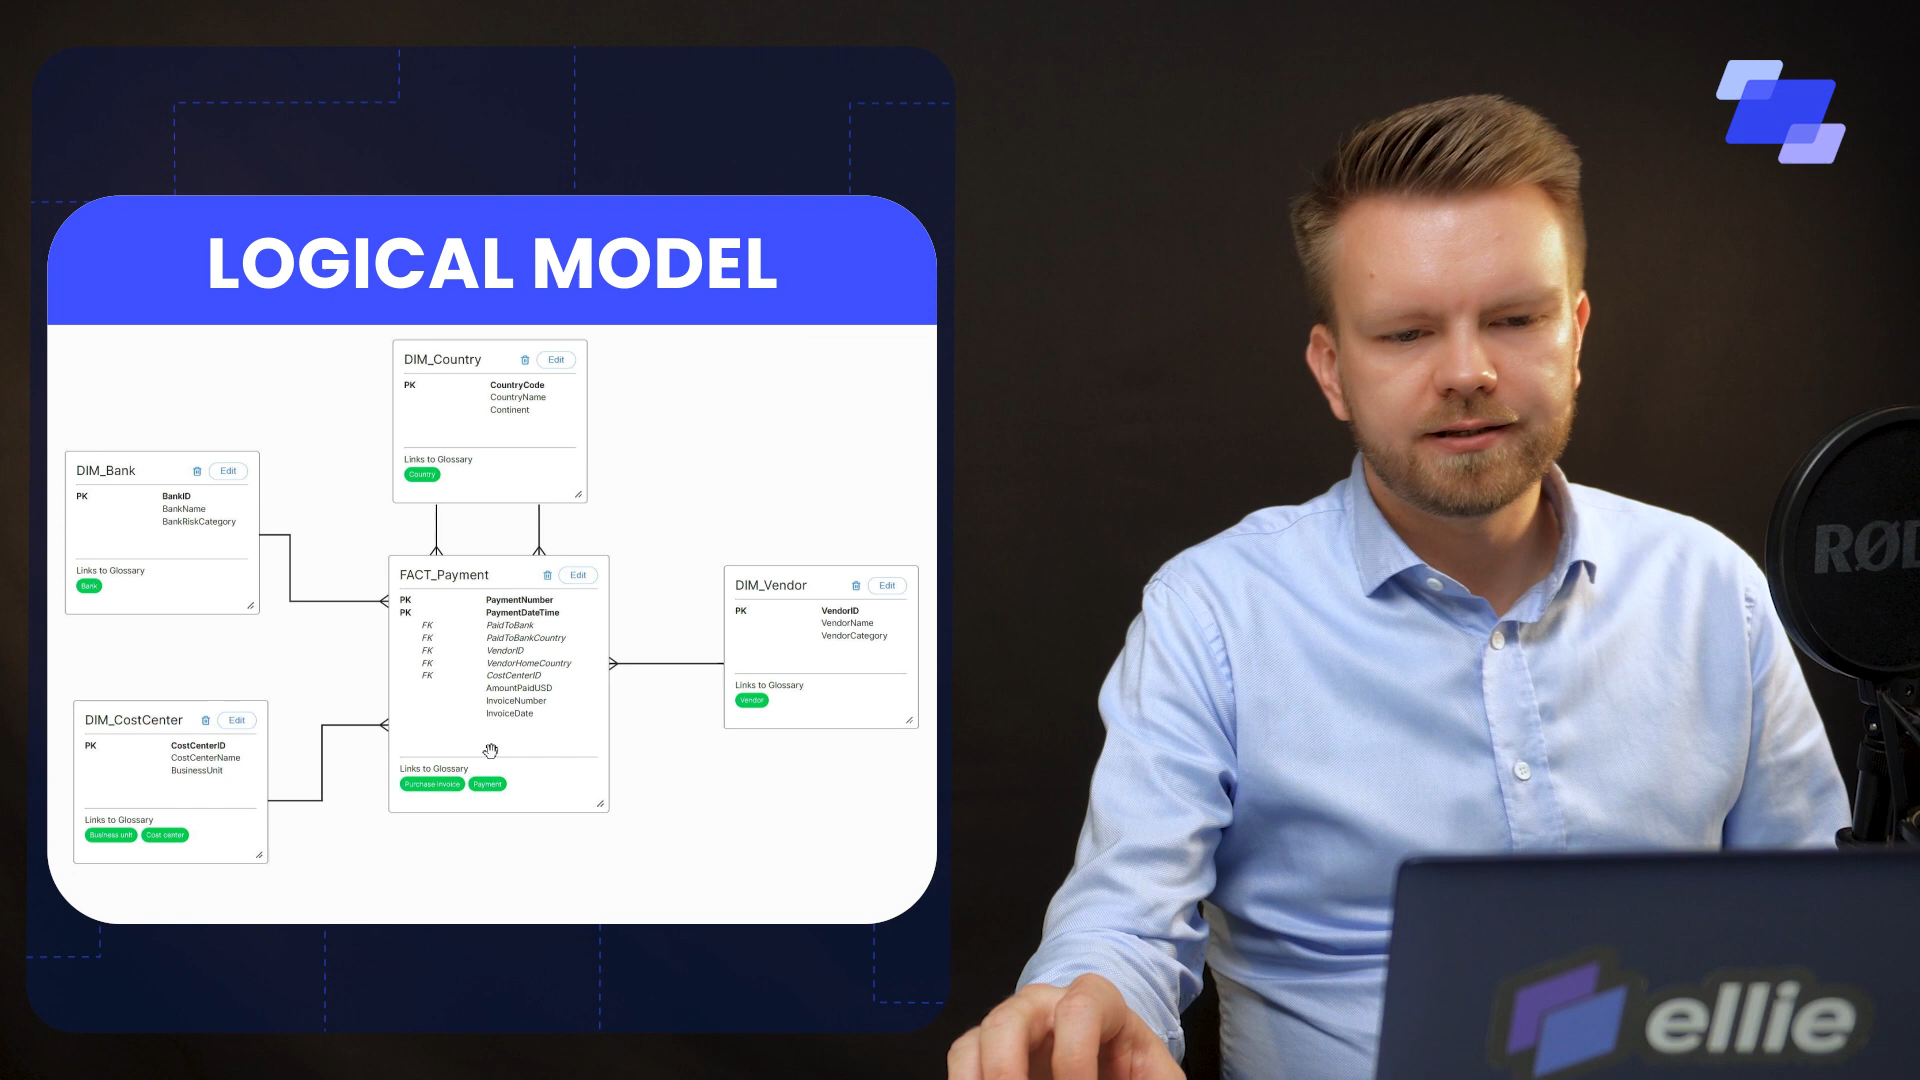 LOGICAL MODEL
DIM_Country
Edit
PK CountryCode
CountryName
Continent
Links to Glossary
Country
DIM_Bank
Edit
PK BankID
BankName
BankRiskCategory
Links to Glossary
Bank
FACT_Payment
Edit
PK PaymentNumber
PK PaymentDateTime
FK PaidToBank
FK PaidToBankCountry
FK VendorID
FK VendorHomeCountry
FK CostCenterID
AmountPaidUSD
InvoiceNumber
InvoiceDate
Links to Glossary
Purchase invoice Payment
DIM_Vendor
Edit
PK VendorID
VendorName
VendorCategory
Links to Glossary
Vendor
DIM_CostCenter
Edit
PK CostCenterID
CostCenterName
BusinessUnit
Links to Glossary
Business unit Cost center
RØD
ellie